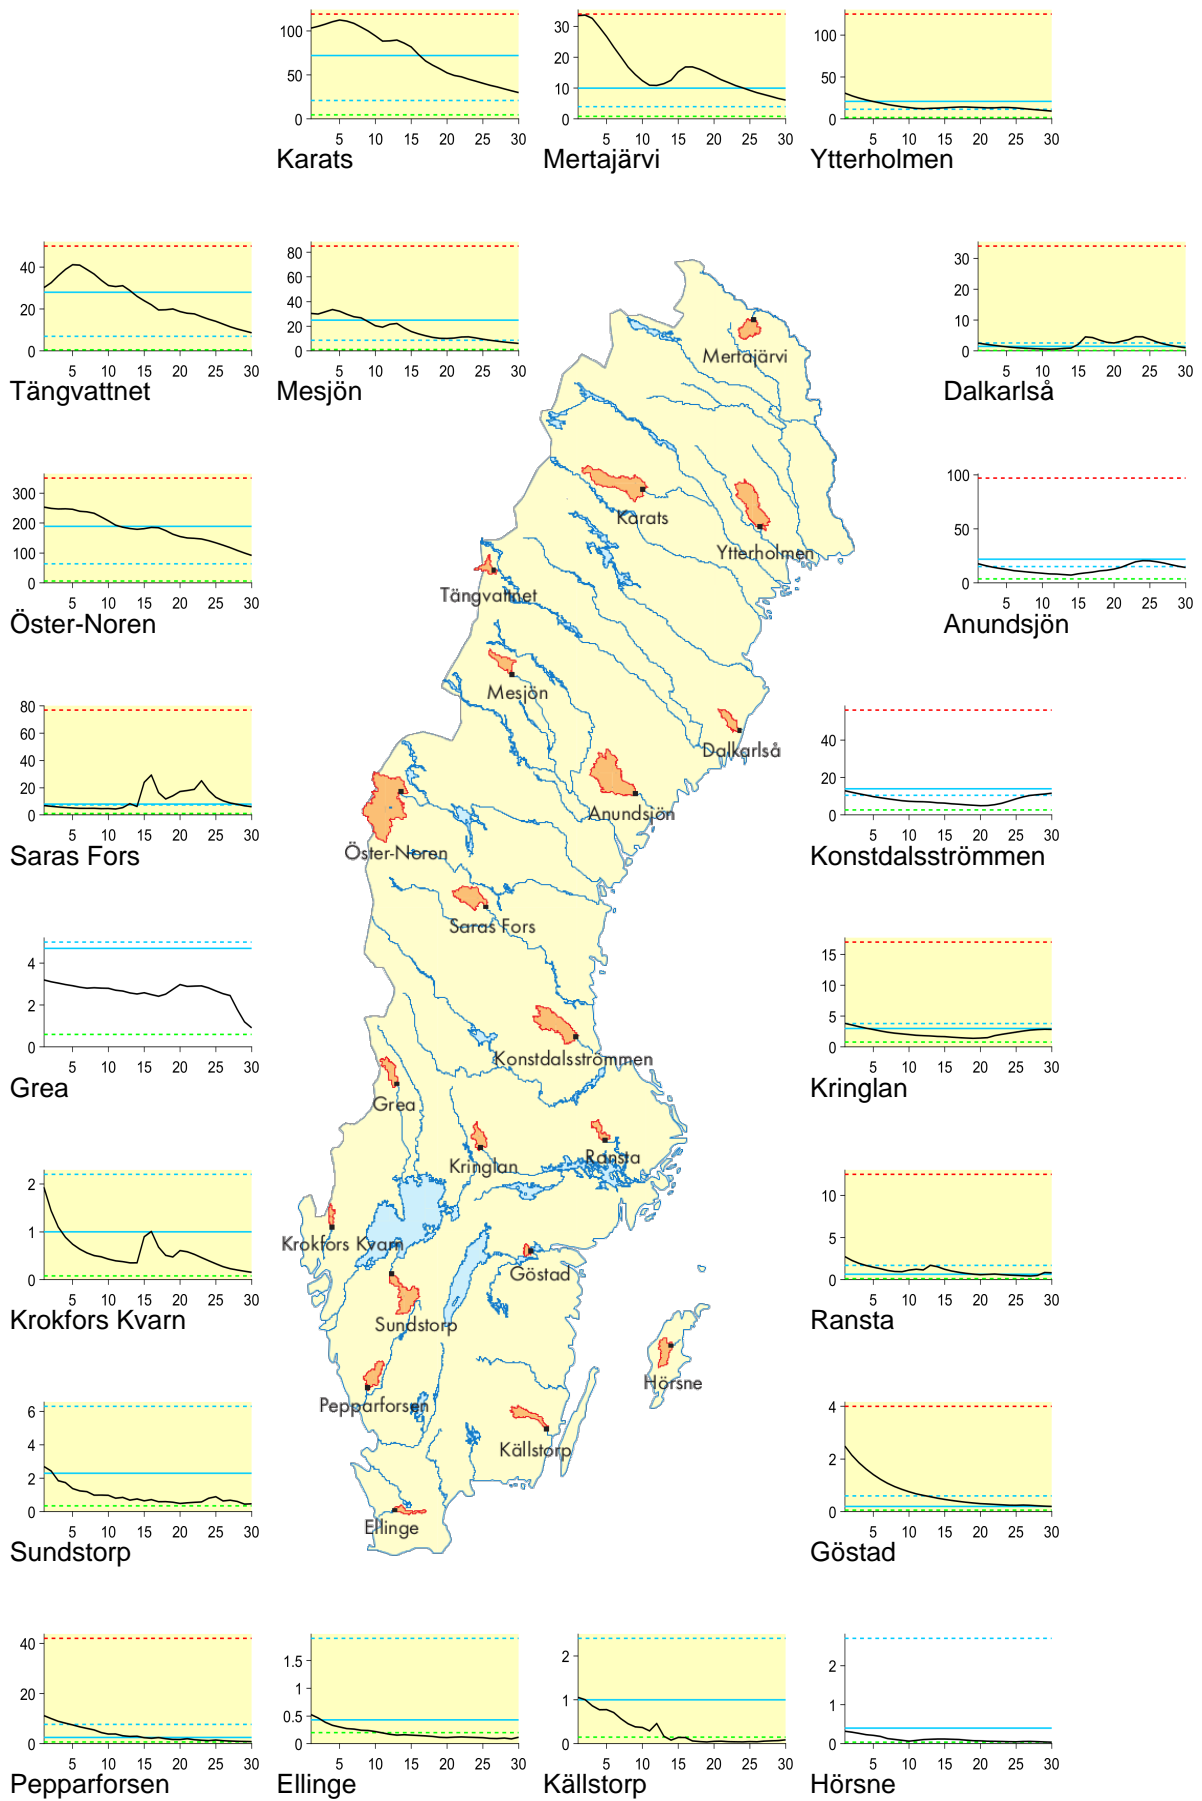 100
50
0
5 10 15 20 25 30
Karats
30
20
10
0
5 10 15 20 25 30
Mertajärvi
100
50
0
5 10 15 20 25 30
Ytterholmen
40
20
0
5 10 15 20 25 30
Tängvattnet
80
60
40
20
0
5 10 15 20 25 30
Mesjön
30
20
10
0
5 10 15 20 25 30
Dalkarlså
300
200
100
0
5 10 15 20 25 30
Öster-Noren
100
50
0
5 10 15 20 25 30
Anundsjön
80
60
40
20
0
5 10 15 20 25 30
Saras Fors
40
20
0
5 10 15 20 25 30
Konstdalsströmmen
4
2
0
5 10 15 20 25 30
Grea
15
10
5
0
5 10 15 20 25 30
Kringlan
2
1
0
5 10 15 20 25 30
Krokfors Kvarn
10
5
0
5 10 15 20 25 30
Ransta
6
4
2
0
5 10 15 20 25 30
Sundstorp
4
2
0
5 10 15 20 25 30
Göstad
40
20
0
5 10 15 20 25 30
Pepparforsen
1.5
1
0.5
0
5 10 15 20 25 30
Ellinge
2
1
0
5 10 15 20 25 30
Källstorp
2
1
0
5 10 15 20 25 30
Hörsne
Mertajärvi
Karats
Ytterholmen
Tängvattnet
Mesjön
Dalkarlså
Anundsjön
Öster-Noren
Saras Fors
Konstdalsströmmen
Grea
Kringlan
Ransta
Krokfors Kvarn
Göstad
Sundstorp
Hörsne
Pepparforsen
Källstorp
Ellinge